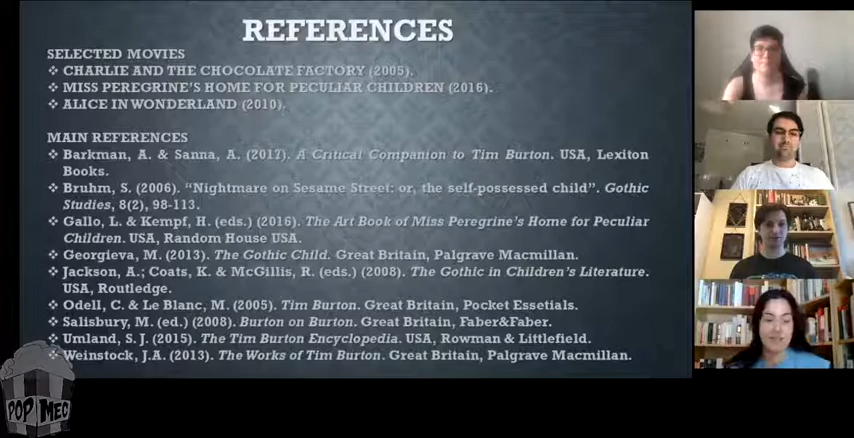 REFERENCES
SELECTED MOVIES
❖ CHARLIE AND THE CHOCOLATE FACTORY (2005).
❖ MISS PEREGRINE'S HOME FOR PECULIAR CHILDREN (2016).
❖ ALICE IN WONDERLAND (2010).
MAIN REFERENCES
❖ Barkman, A. & Sanna, A. (2017). A Critical Companion to Tim Burton. USA, Lexiton
Books.
❖ Bruhm, S. (2006). "Nightmare on Sesame Street: or, the self-possessed child". Gothic
Studies, 8(2), 98-113.
❖ Gallo, L. & Kempf, H. (eds.) (2016). The Art Book of Miss Peregrine's Home for Peculiar
Children. USA, Random House USA.
❖ Georgieva, M. (2013). The Gothic Child. Great Britain, Palgrave Macmillan.
❖ Jackson, A.; Coats, K. & McGillis, R. (eds.) (2008). The Gothic in Children's Literature.
USA, Routledge.
❖ Odell, C. & Le Blanc, M. (2005). Tim Burton. Great Britain, Pocket Essetials.
❖ Salisbury, M. (ed.) (2008). Burton on Burton. Great Britain, Faber&Faber.
❖ Umland, S. J. (2015). The Tim Burton Encyclopedia. USA, Rowman & Littlefield.
❖ Weinstock, J.A. (2013). The Works of Tim Burton. Great Britain, Palgrave Macmillan.
POP MEC